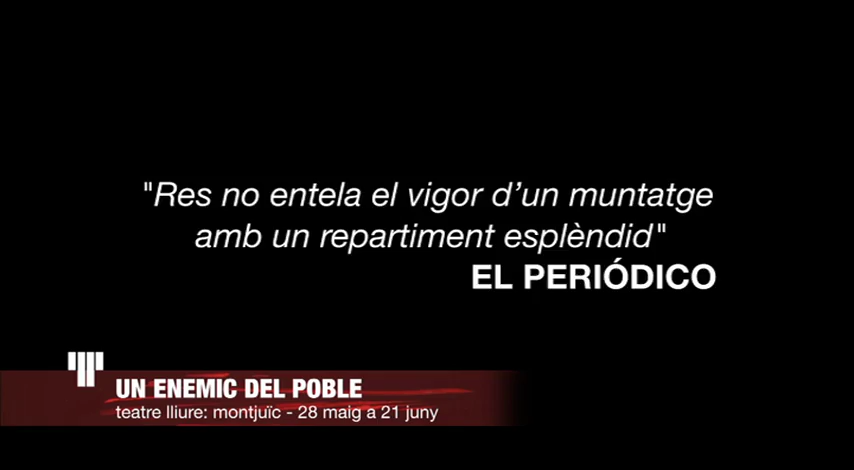 "Res no entela el vigor d’un muntatge
amb un repartiment esplèndid"
EL PERIÓDICO
UN ENEMIC DEL POBLE
teatre lliure: montjuïc - 28 maig a 21 juny